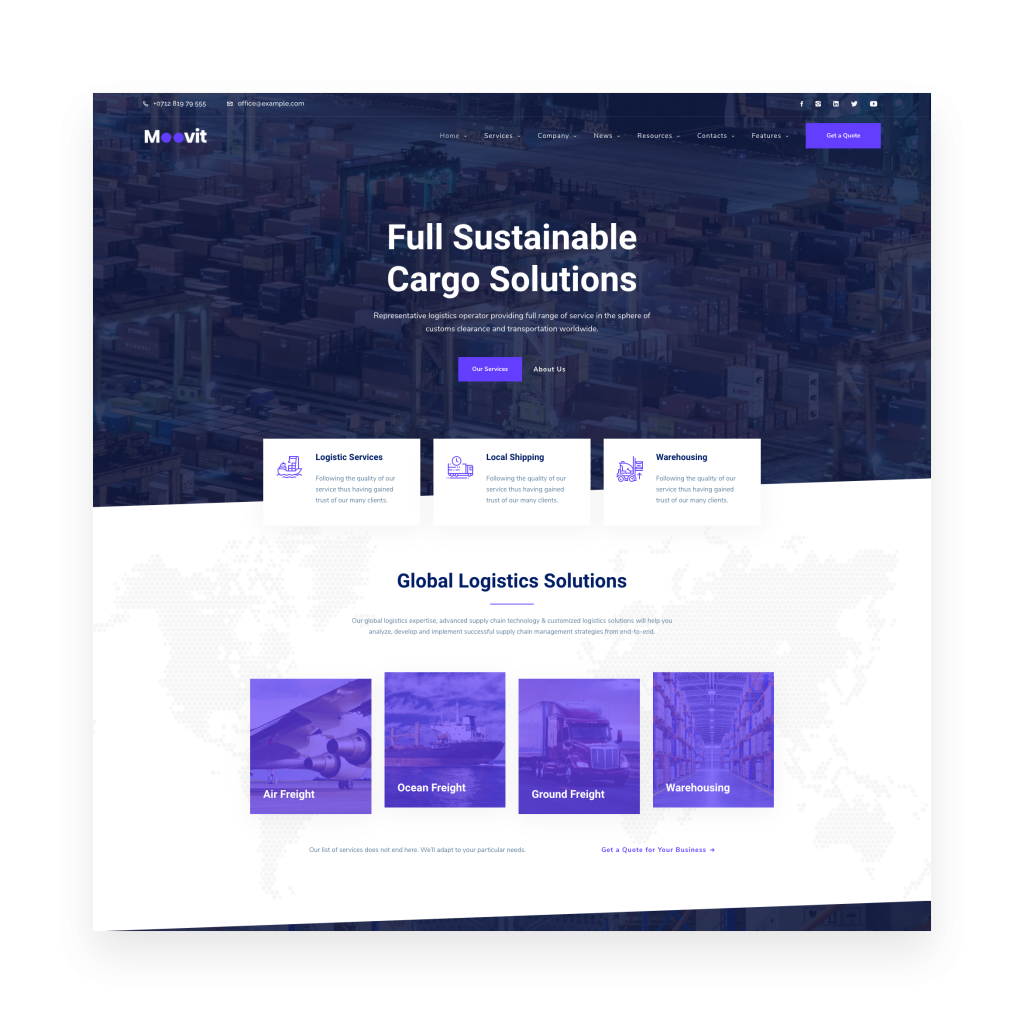 +0712 819 79 555
office@example.com
Moovit
Home
Services
Company
News
Resources
Contacts
Features
Get a Quote
Full Sustainable
Cargo Solutions
Representative logistics operator providing full range of service in the sphere of
customs clearance and transportation worldwide.
Our Services
About Us
Logistic Services
Following the quality of our
service thus having gained
trust of our many clients.
Local Shipping
Following the quality of our
service thus having gained
trust of our many clients.
Warehousing
Following the quality of our
service thus having gained
trust of our many clients.
Global Logistics Solutions
Our global logistics expertise, advanced supply chain technology & customized logistics solutions will help you
analyze, develop and implement successful supply chain management strategies from end-to-end.
Air Freight
Ocean Freight
Ground Freight
Warehousing
Our list of services does not end here. We'll adapt to your particular needs.
Get a Quote for Your Business →